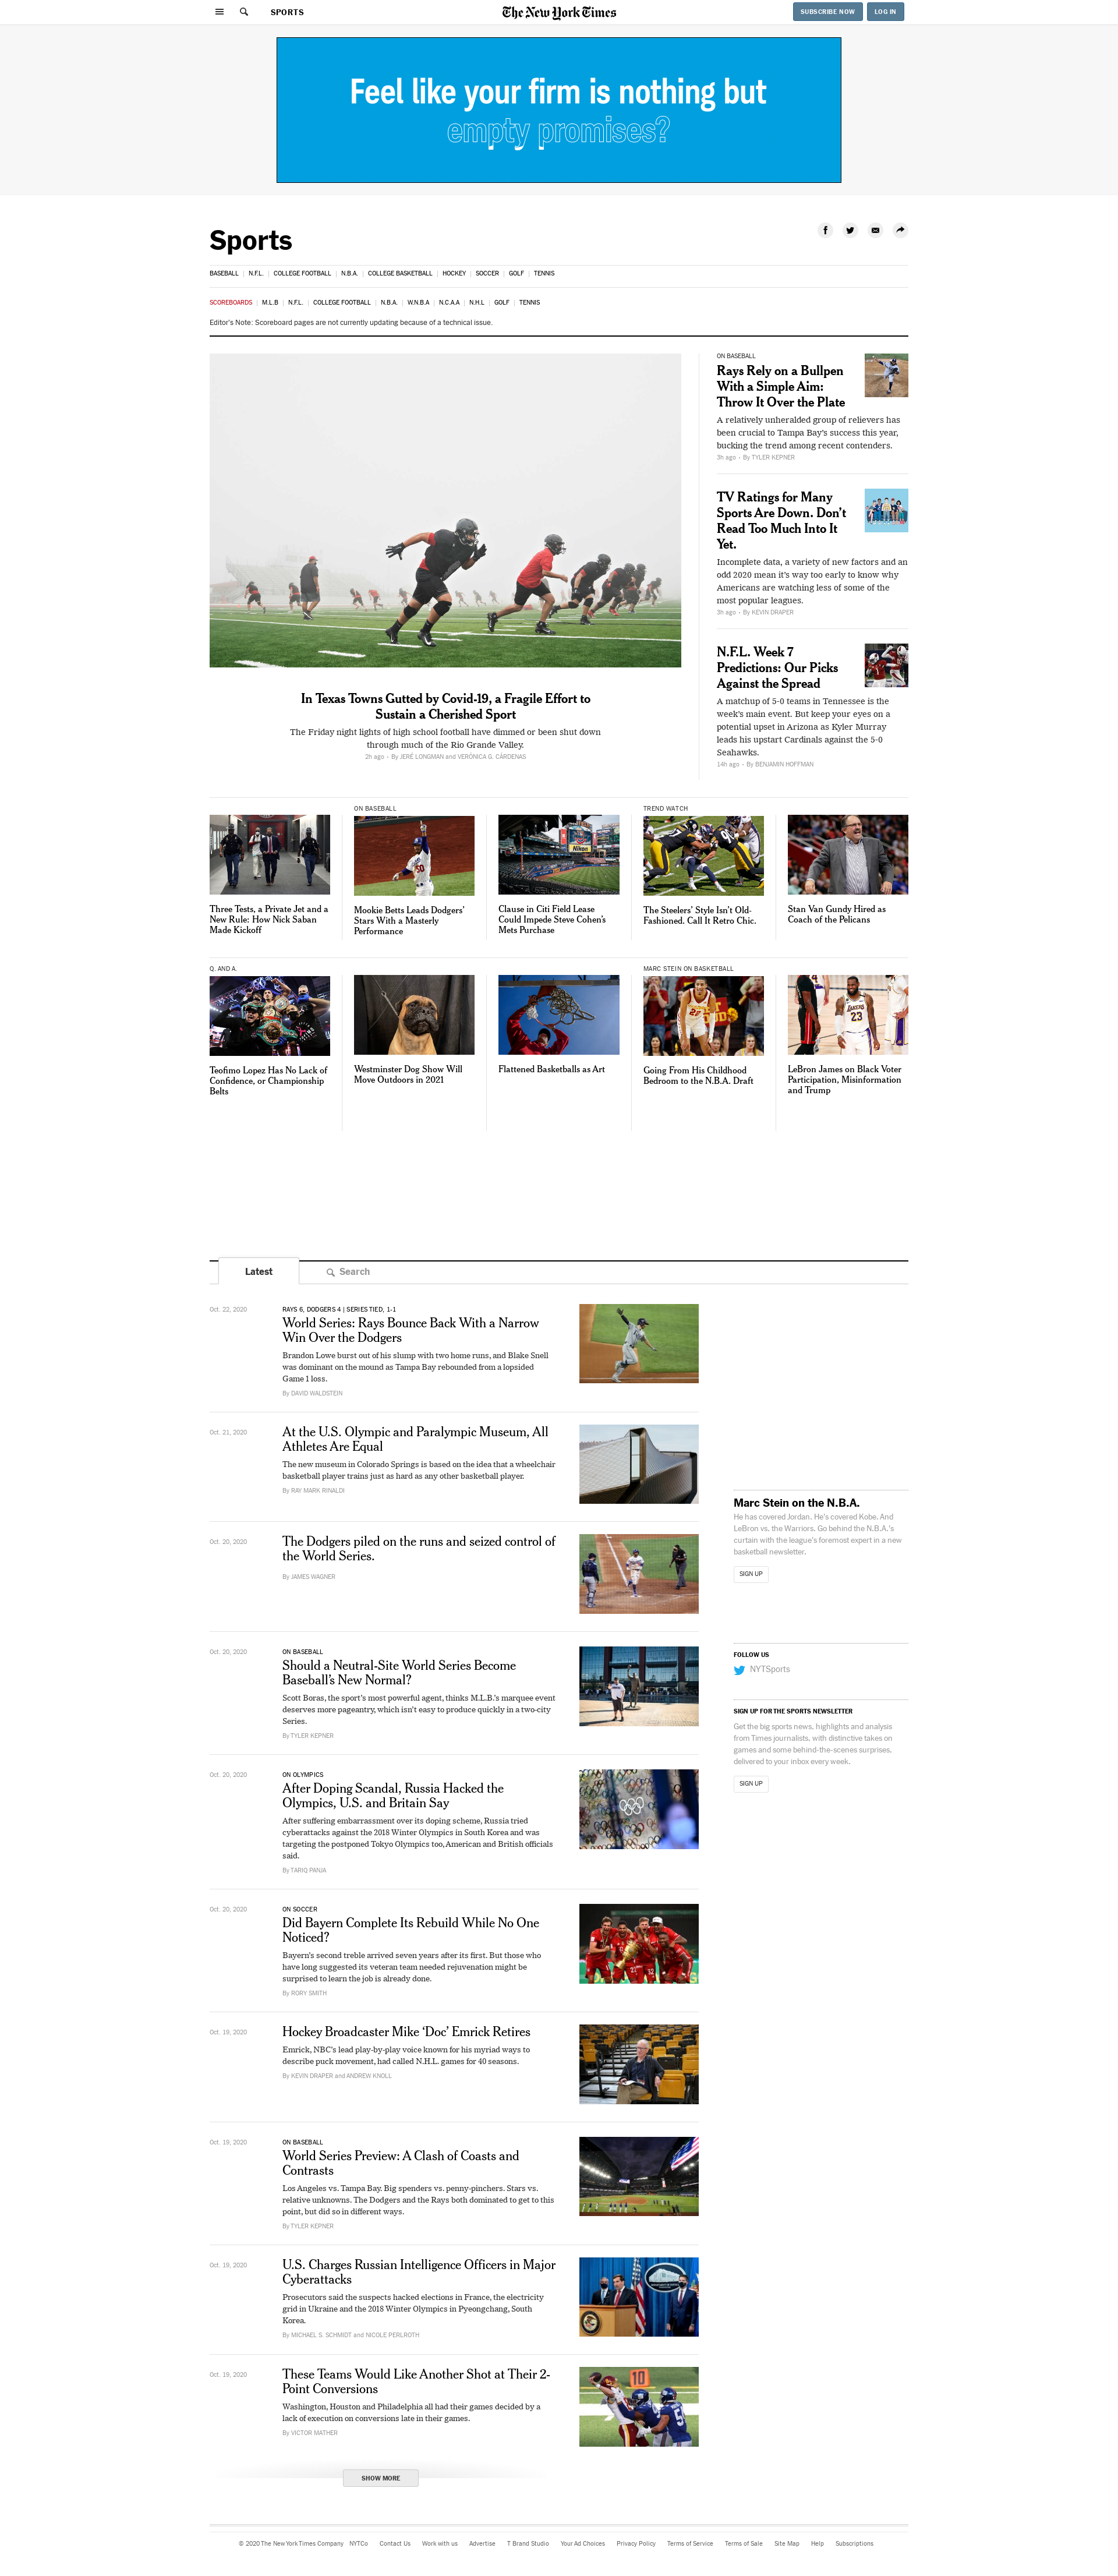 SPORTS
The New York Times
SUBSCRIBE NOW
LOG IN
Feel like your firm is nothing but
empty promises?
Sports
BASEBALL | N.F.L. | COLLEGE FOOTBALL | N.B.A. | COLLEGE BASKETBALL | HOCKEY | SOCCER | GOLF | TENNIS
SCOREBOARDS | M.L.B | N.F.L. | COLLEGE FOOTBALL | N.B.A. | W.N.B.A | N.C.A.A | N.H.L | GOLF | TENNIS
Editor's Note: Scoreboard pages are not currently updating because of a technical issue.
In Texas Towns Gutted by Covid-19, a Fragile Effort to
Sustain a Cherished Sport
The Friday night lights of high school football have dimmed or been shut down
through much of the Rio Grande Valley.
2h ago • By JERÉ LONGMAN and VERÓNICA G. CÁRDENAS
ON BASEBALL
Rays Rely on a Bullpen
With a Simple Aim:
Throw It Over the Plate
A relatively unheralded group of relievers has
been crucial to Tampa Bay's success this year,
bucking the trend among recent contenders.
3h ago • By TYLER KEPNER
TV Ratings for Many
Sports Are Down. Don't
Read Too Much Into It
Yet.
Incomplete data, a variety of new factors and an
odd 2020 mean it's way too early to know why
Americans are watching less of some of the
most popular leagues.
3h ago • By KEVIN DRAPER
N.F.L. Week 7
Predictions: Our Picks
Against the Spread
A matchup of 5-0 teams in Tennessee is the
week's main event. But keep your eyes on a
potential upset in Arizona as Kyler Murray
leads his upstart Cardinals against the 5-0
Seahawks.
14h ago • By BENJAMIN HOFFMAN
Three Tests, a Private Jet and a
New Rule: How Nick Saban
Made Kickoff
ON BASEBALL
Mookie Betts Leads Dodgers'
Stars With a Masterly
Performance
Clause in Citi Field Lease
Could Impede Steve Cohen's
Mets Purchase
TREND WATCH
The Steelers' Style Isn't Old-
Fashioned. Call It Retro Chic.
Stan Van Gundy Hired as
Coach of the Pelicans
Q. AND A.
Teofimo Lopez Has No Lack of
Confidence, or Championship
Belts
Westminster Dog Show Will
Move Outdoors in 2021
Flattened Basketballs as Art
MARC STEIN ON BASKETBALL
Going From His Childhood
Bedroom to the N.B.A. Draft
LeBron James on Black Voter
Participation, Misinformation
and Trump
Latest
Search
Oct. 22, 2020
RAYS 6, DODGERS 4 | SERIES TIED, 1-1
World Series: Rays Bounce Back With a Narrow
Win Over the Dodgers
Brandon Lowe burst out of his slump with two home runs, and Blake Snell
was dominant on the mound as Tampa Bay rebounded from a lopsided
Game 1 loss.
By DAVID WALDSTEIN
Oct. 21, 2020
At the U.S. Olympic and Paralympic Museum, All
Athletes Are Equal
The new museum in Colorado Springs is based on the idea that a wheelchair
basketball player trains just as hard as any other basketball player.
By RAY MARK RINALDI
Oct. 20, 2020
The Dodgers piled on the runs and seized control of
the World Series.
By JAMES WAGNER
Oct. 20, 2020
ON BASEBALL
Should a Neutral-Site World Series Become
Baseball's New Normal?
Scott Boras, the sport's most powerful agent, thinks M.L.B.'s marquee event
deserves more pageantry, which isn't easy to produce quickly in a two-city
Series.
By TYLER KEPNER
Oct. 20, 2020
ON OLYMPICS
After Doping Scandal, Russia Hacked the
Olympics, U.S. and Britain Say
After suffering embarrassment over its doping scheme, Russia tried
cyberattacks against the 2018 Winter Olympics in South Korea and was
targeting the postponed Tokyo Olympics too, American and British officials
said.
By TARIQ PANJA
Oct. 20, 2020
ON SOCCER
Did Bayern Complete Its Rebuild While No One
Noticed?
Bayern's second treble arrived seven years after its first. But those who
have long suggested its veteran team needed rejuvenation might be
surprised to learn the job is already done.
By RORY SMITH
Oct. 19, 2020
Hockey Broadcaster Mike 'Doc' Emrick Retires
Emrick, NBC's lead play-by-play voice known for his myriad ways to
describe puck movement, had called N.H.L. games for 40 seasons.
By KEVIN DRAPER and ANDREW KNOLL
Oct. 19, 2020
ON BASEBALL
World Series Preview: A Clash of Coasts and
Contrasts
Los Angeles vs. Tampa Bay. Big spenders vs. penny-pinchers. Stars vs.
relative unknowns. The Dodgers and the Rays both dominated to get to this
point, but did so in different ways.
By TYLER KEPNER
Oct. 19, 2020
U.S. Charges Russian Intelligence Officers in Major
Cyberattacks
Prosecutors said the suspects hacked elections in France, the electricity
grid in Ukraine and the 2018 Winter Olympics in Pyeongchang, South
Korea.
By MICHAEL S. SCHMIDT and NICOLE PERLROTH
Oct. 19, 2020
These Teams Would Like Another Shot at Their 2-
Point Conversions
Washington, Houston and Philadelphia all had their games decided by a
lack of execution on conversions late in their games.
By VICTOR MATHER
SHOW MORE
Marc Stein on the N.B.A.
He has covered Jordan. He's covered Kobe. And
LeBron vs. the Warriors. Go behind the N.B.A.'s
curtain with the league's foremost expert in a new
basketball newsletter.
SIGN UP
FOLLOW US
NYTSports
SIGN UP FOR THE SPORTS NEWSLETTER
Get the big sports news, highlights and analysis
from Times journalists, with distinctive takes on
games and some behind-the-scenes surprises,
delivered to your inbox every week.
SIGN UP
© 2020 The New York Times Company NYTCo Contact Us Work with us Advertise T Brand Studio Your Ad Choices Privacy Policy Terms of Service Terms of Sale Site Map Help Subscriptions